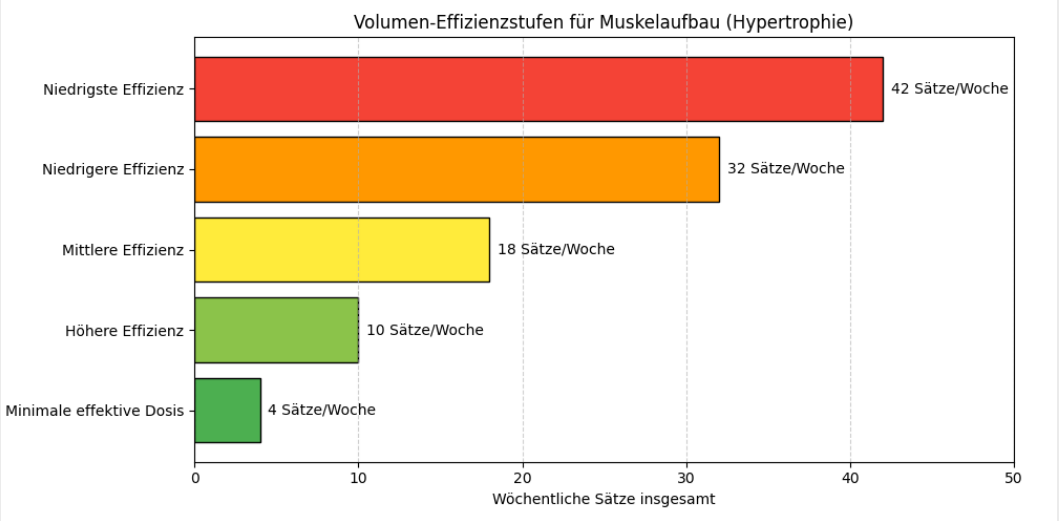 Volumen-Effizienzstufen für Muskelaufbau (Hypertrophie)
Niedrigste Effizienz
42 Sätze/Woche
Niedrigere Effizienz
32 Sätze/Woche
Mittlere Effizienz
18 Sätze/Woche
Höhere Effizienz
10 Sätze/Woche
Minimale effektive Dosis
4 Sätze/Woche
0 10 20 30 40 50
Wöchentliche Sätze insgesamt